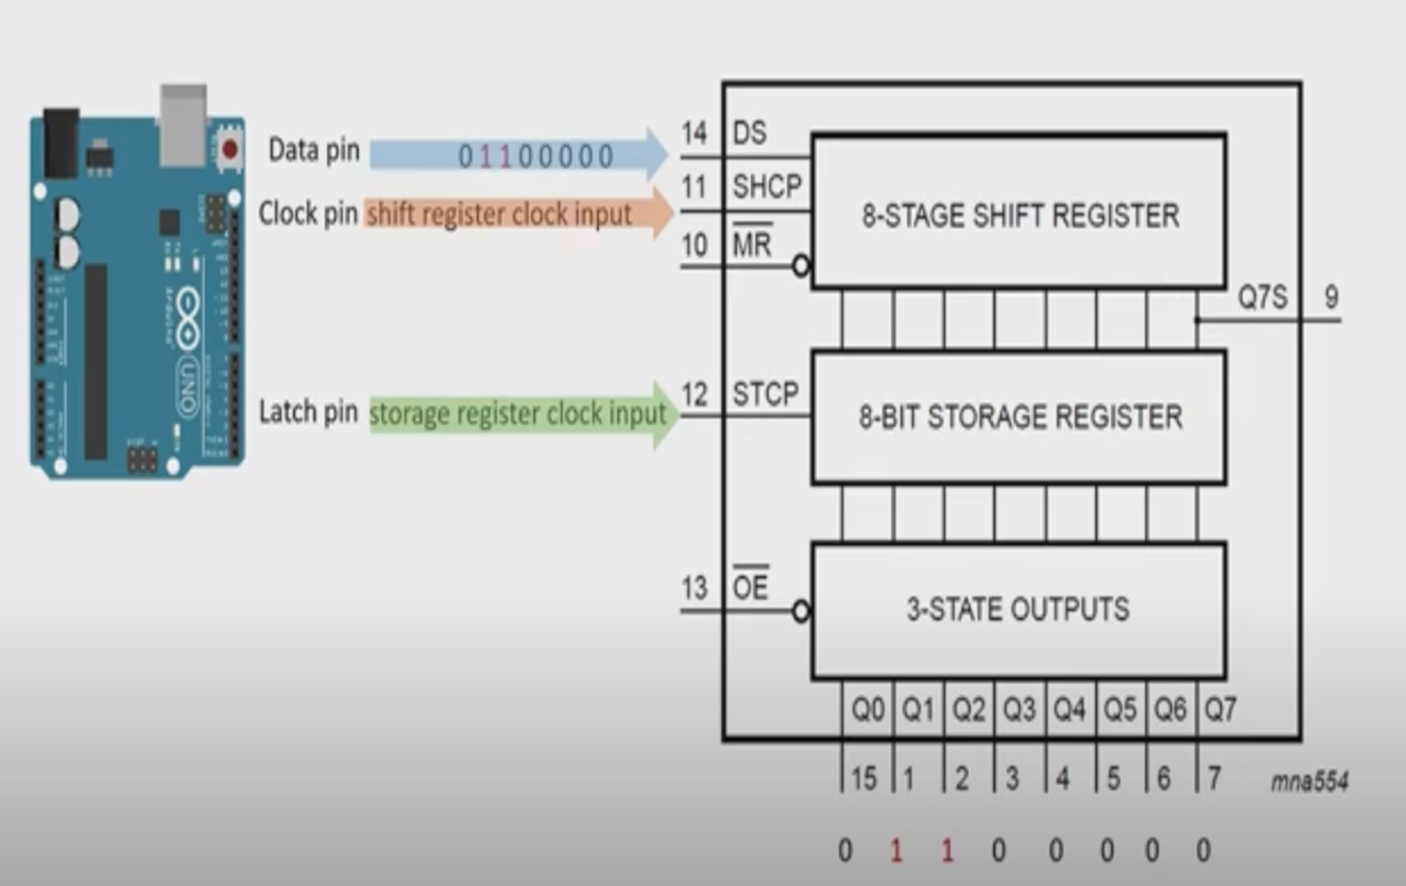 Data pin
01100000
Clock pin
shift register clock input
Latch pin
storage register clock input
UNO
14 DS
11 SHCP
10 MR
12 STCP
13 OE
8-STAGE SHIFT REGISTER
Q7S 9
8-BIT STORAGE REGISTER
3-STATE OUTPUTS
Q0 Q1 Q2 Q3 Q4 Q5 Q6 Q7
15 1 2 3 4 5 6 7
mna554
0 1 1 0 0 0 0 0